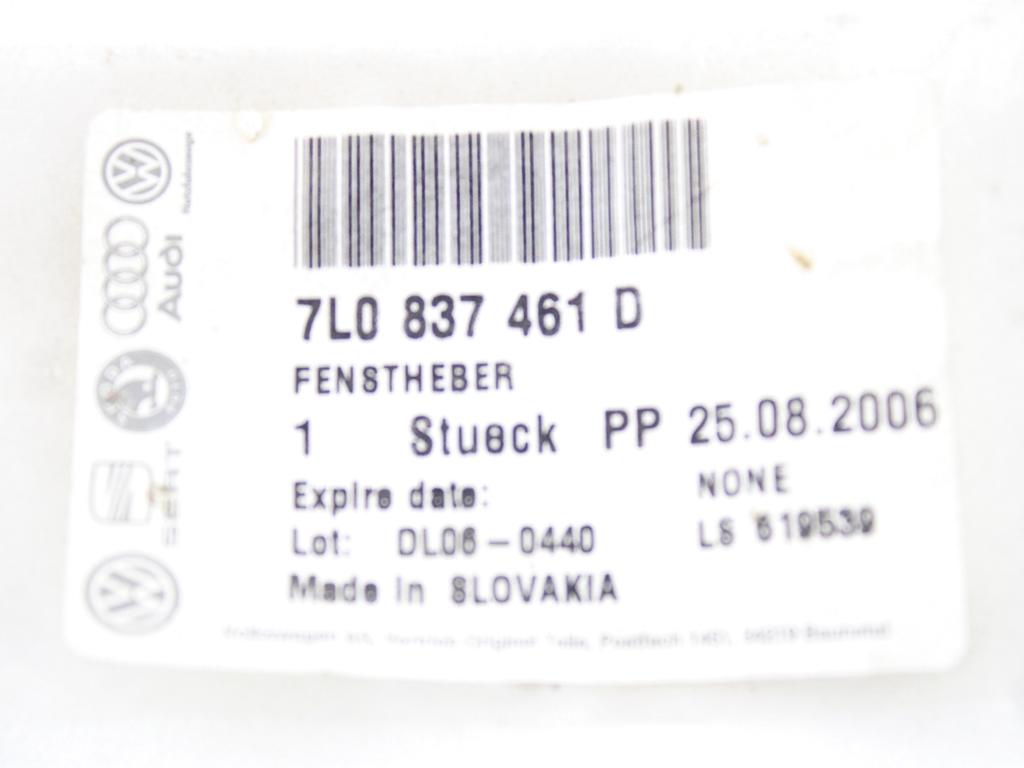 7L0 837 461 D
FENSTHEBER
1 Stueck PP 25.08.2006
Expire date: NONE
Lot: DL06-0440 LS 619539
Made in SLOVAKIA
Nutzfahrzeuge
Audi
SEAT